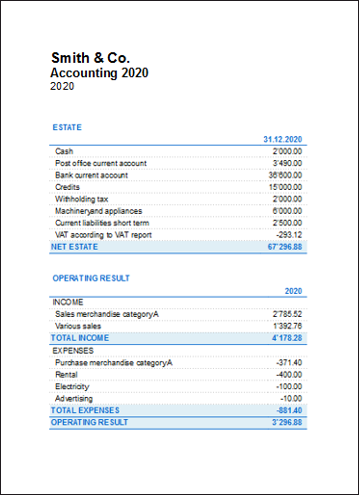 Smith & Co.
Accounting 2020
2020
ESTATE
31.12.2020
Cash 2'000.00
Post office current account 3'490.00
Bank current account 36'600.00
Credits 15'000.00
Withholding tax 2'000.00
Machineryand appliances 6'000.00
Current liabilities short term 2'500.00
VAT according to VAT report -293.12
NET ESTATE 67'296.88
OPERATING RESULT
2020
INCOME
Sales merchandise categoryA 2'785.52
Various sales 1'392.76
TOTAL INCOME 4'178.28
EXPENSES
Purchase merchandise categoryA -371.40
Rental -400.00
Electricity -100.00
Advertising -10.00
TOTAL EXPENSES -881.40
OPERATING RESULT 3'296.88